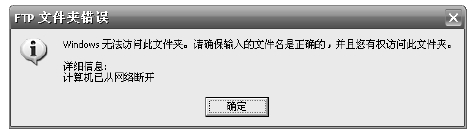 FTP 文件夹错误
Windows 无法访问此文件夹。请确保输入的文件名是正确的，并且您有权访问此文件夹。
详细信息:
计算机已从网络断开
确定